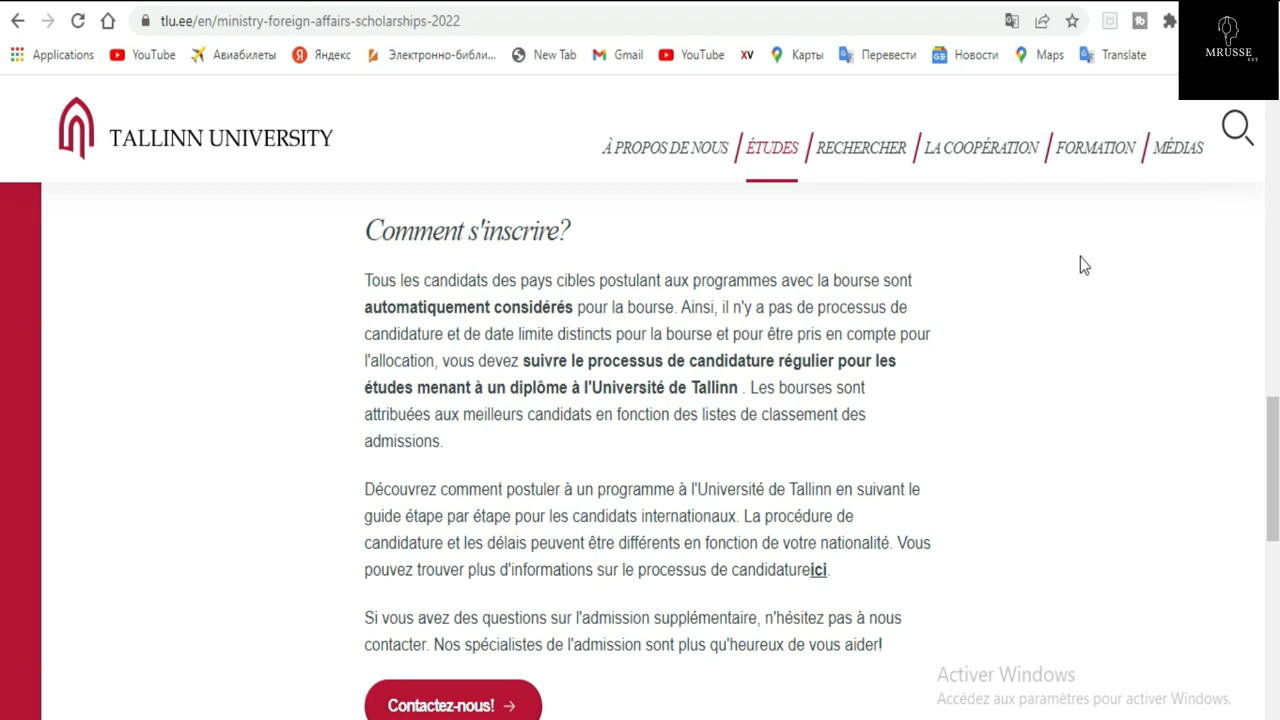 tlu.ee/en/ministry-foreign-affairs-scholarships-2022
Applications YouTube Авиабилеты Яндекс Электронно-библи... New Tab Gmail YouTube XV Карты Перевести Новости Maps Translate
MRUSSE
225
TALLINN UNIVERSITY
À PROPOS DE NOUS ÉTUDES RECHERCHER LA COOPÉRATION FORMATION MÉDIAS
Comment s'inscrire?
Tous les candidats des pays cibles postulant aux programmes avec la bourse sont
automatiquement considérés pour la bourse. Ainsi, il n'y a pas de processus de
candidature et de date limite distincts pour la bourse et pour être pris en compte pour
l'allocation, vous devez suivre le processus de candidature régulier pour les
études menant à un diplôme à l'Université de Tallinn . Les bourses sont
attribuées aux meilleurs candidats en fonction des listes de classement des
admissions.
Découvrez comment postuler à un programme à l'Université de Tallinn en suivant le
guide étape par étape pour les candidats internationaux. La procédure de
candidature et les délais peuvent être différents en fonction de votre nationalité. Vous
pouvez trouver plus d'informations sur le processus de candidatureici.
Si vous avez des questions sur l'admission supplémentaire, n'hésitez pas à nous
contacter. Nos spécialistes de l'admission sont plus qu'heureux de vous aider!
Contactez-nous! →
Activer Windows
Accédez aux paramètres pour activer Windows.